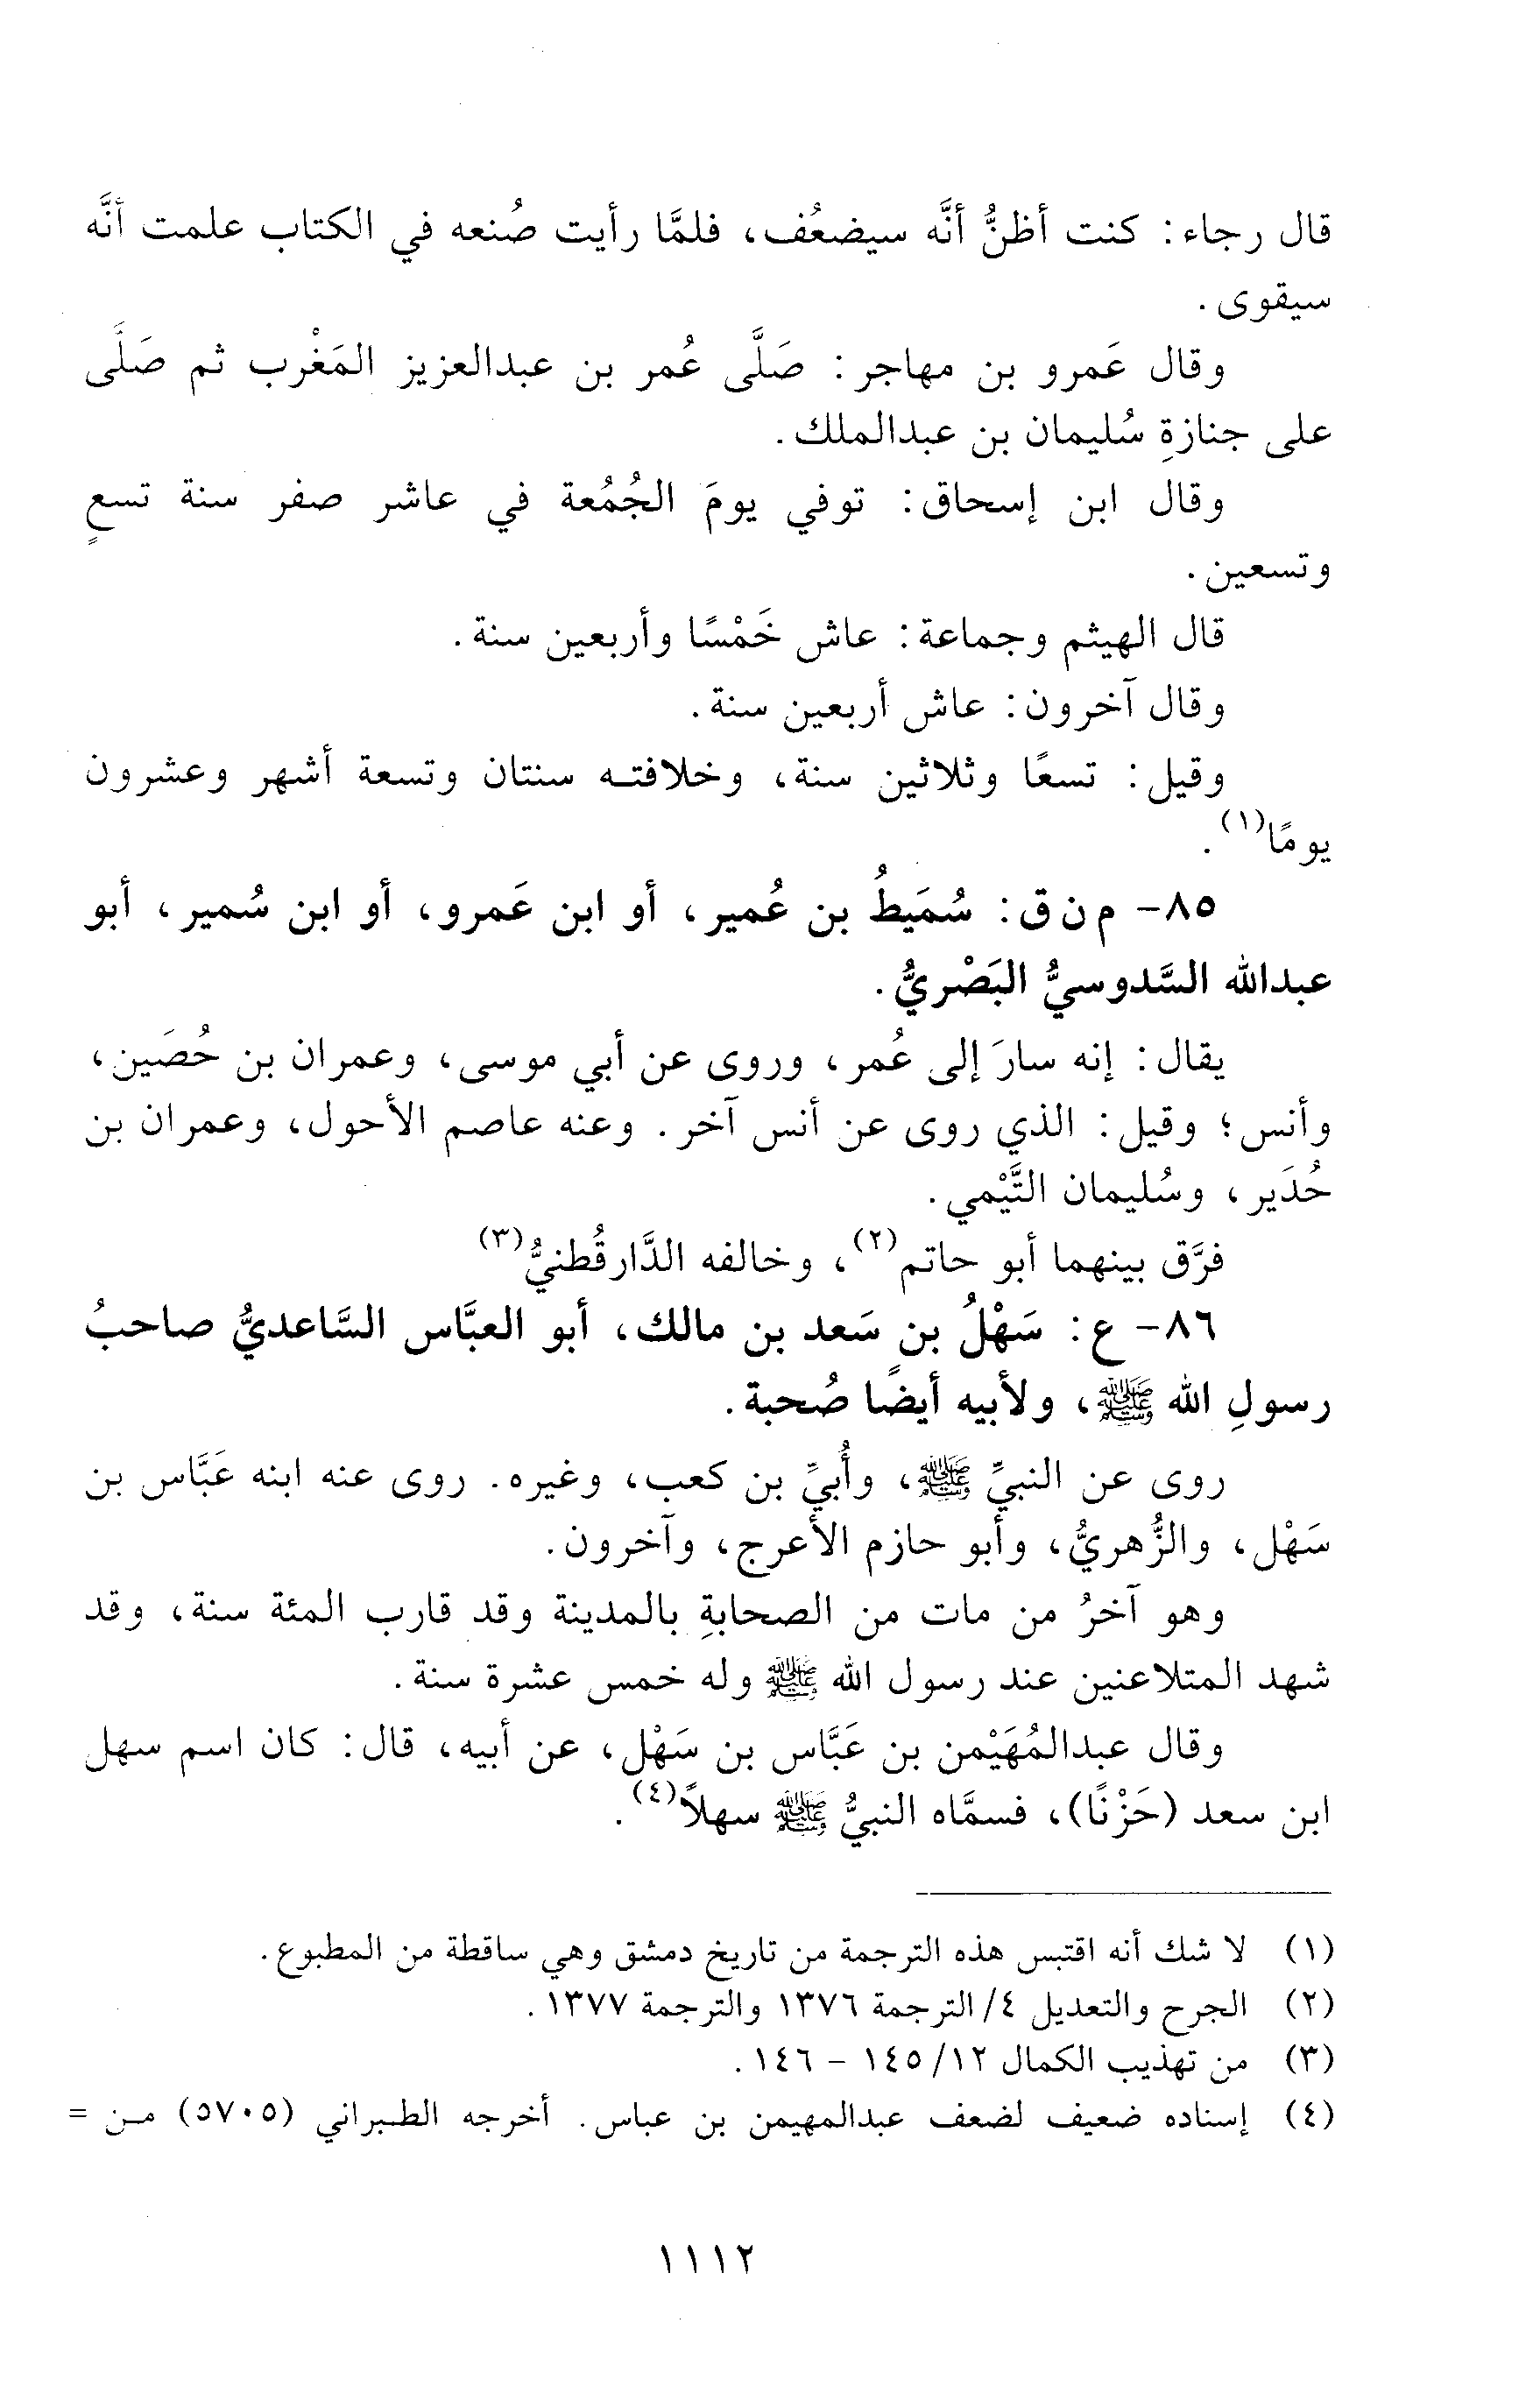 قال رجاء: كنت أظنُّ أنَّه سيضعُف، فلمَّا رأيت صُنعه في الكتاب علمت أنَّه
سيقوى.
وقال عَمرو بن مهاجر: صَلَّى عُمر بن عبدالعزيز المَغْرب ثم صَلَّى
على جنازةِ سُليمان بن عبدالملك.
وقال ابن إسحاق: توفي يومَ الجُمُعة في عاشر صفر سنة تسعٍ
وتسعين.
قال الهيثم وجماعة: عاش خَمْسًا وأربعين سنة.
وقال آخرون: عاش أربعين سنة.
وقيل: تسعًا وثلاثين سنة، وخلافته سنتان وتسعة أشهر وعشرون
يومًا(١).
٨٥- م ن ق: سُمَيطُ بن عُمير، أو ابن عَمرو، أو ابن سُمير، أبو
عبدالله السَّدوسيُّ البَصْريُّ.
يقال: إنه سارَ إلى عُمر، وروى عن أبي موسى، وعمران بن حُصَين،
وأنس؛ وقيل: الذي روى عن أنس آخر. وعنه عاصم الأحول، وعمران بن
حُدَير، وسُليمان التَّيْمي.
فرَّق بينهما أبو حاتم(٢)، وخالفه الدَّارقُطنيُّ(٣)
٨٦- ع: سَهْلُ بن سَعد بن مالك، أبو العبَّاس السَّاعديُّ صاحبُ
رسولِ الله ﷺ، ولأبيه أيضًا صُحبة.
روى عن النبيِّ ﷺ، وأُبيِّ بن كعب، وغيره. روى عنه ابنه عَبَّاس بن
سَهْل، والزُّهريُّ، وأبو حازم الأعرج، وآخرون.
وهو آخرُ من مات من الصحابةِ بالمدينة وقد قارب المئة سنة، وقد
شهد المتلاعنين عند رسول الله ﷺ وله خمس عشرة سنة.
وقال عبدالمُهَيْمن بن عَبَّاس بن سَهْل، عن أبيه، قال: كان اسم سهل
ابن سعد (حَزْنًا)، فسمَّاه النبيُّ ﷺ سهلاً(٤).
(١) لا شك أنه اقتبس هذه الترجمة من تاريخ دمشق وهي ساقطة من المطبوع.
(٢) الجرح والتعديل ٤/ الترجمة ١٣٧٦ والترجمة ١٣٧٧.
(٣) من تهذيب الكمال ١٢/ ١٤٥ - ١٤٦.
(٤) إسناده ضعيف لضعف عبدالمهيمن بن عباس. أخرجه الطبراني (٥٧٠٥) من =
١١١٢